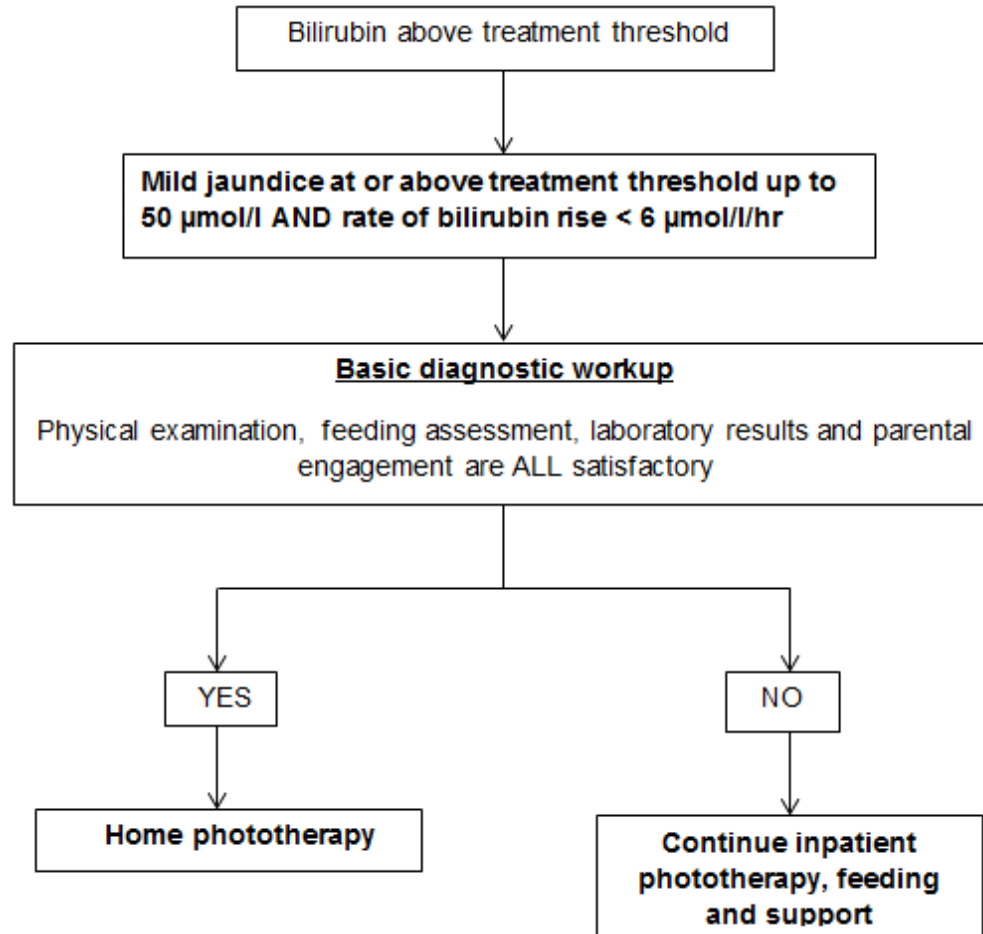 Bilirubin above treatment threshold
Mild jaundice at or above treatment threshold up to
50 µmol/l AND rate of bilirubin rise < 6 µmol/l/hr
Basic diagnostic workup
Physical examination, feeding assessment, laboratory results and parental
engagement are ALL satisfactory
YES
NO
Home phototherapy
Continue inpatient
phototherapy, feeding
and support